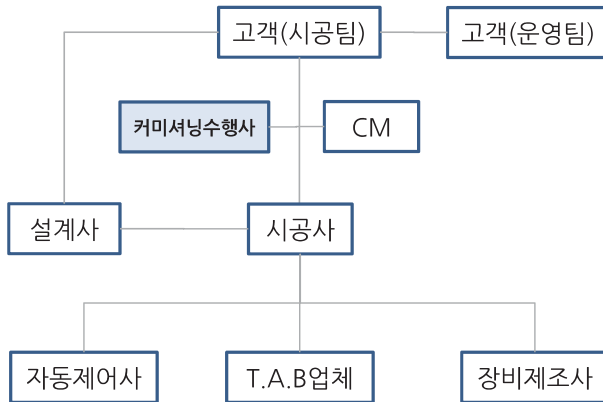 고객(시공팀)
고객(운영팀)
커미셔닝수행사
CM
설계사
시공사
자동제어사
T.A.B업체
장비제조사